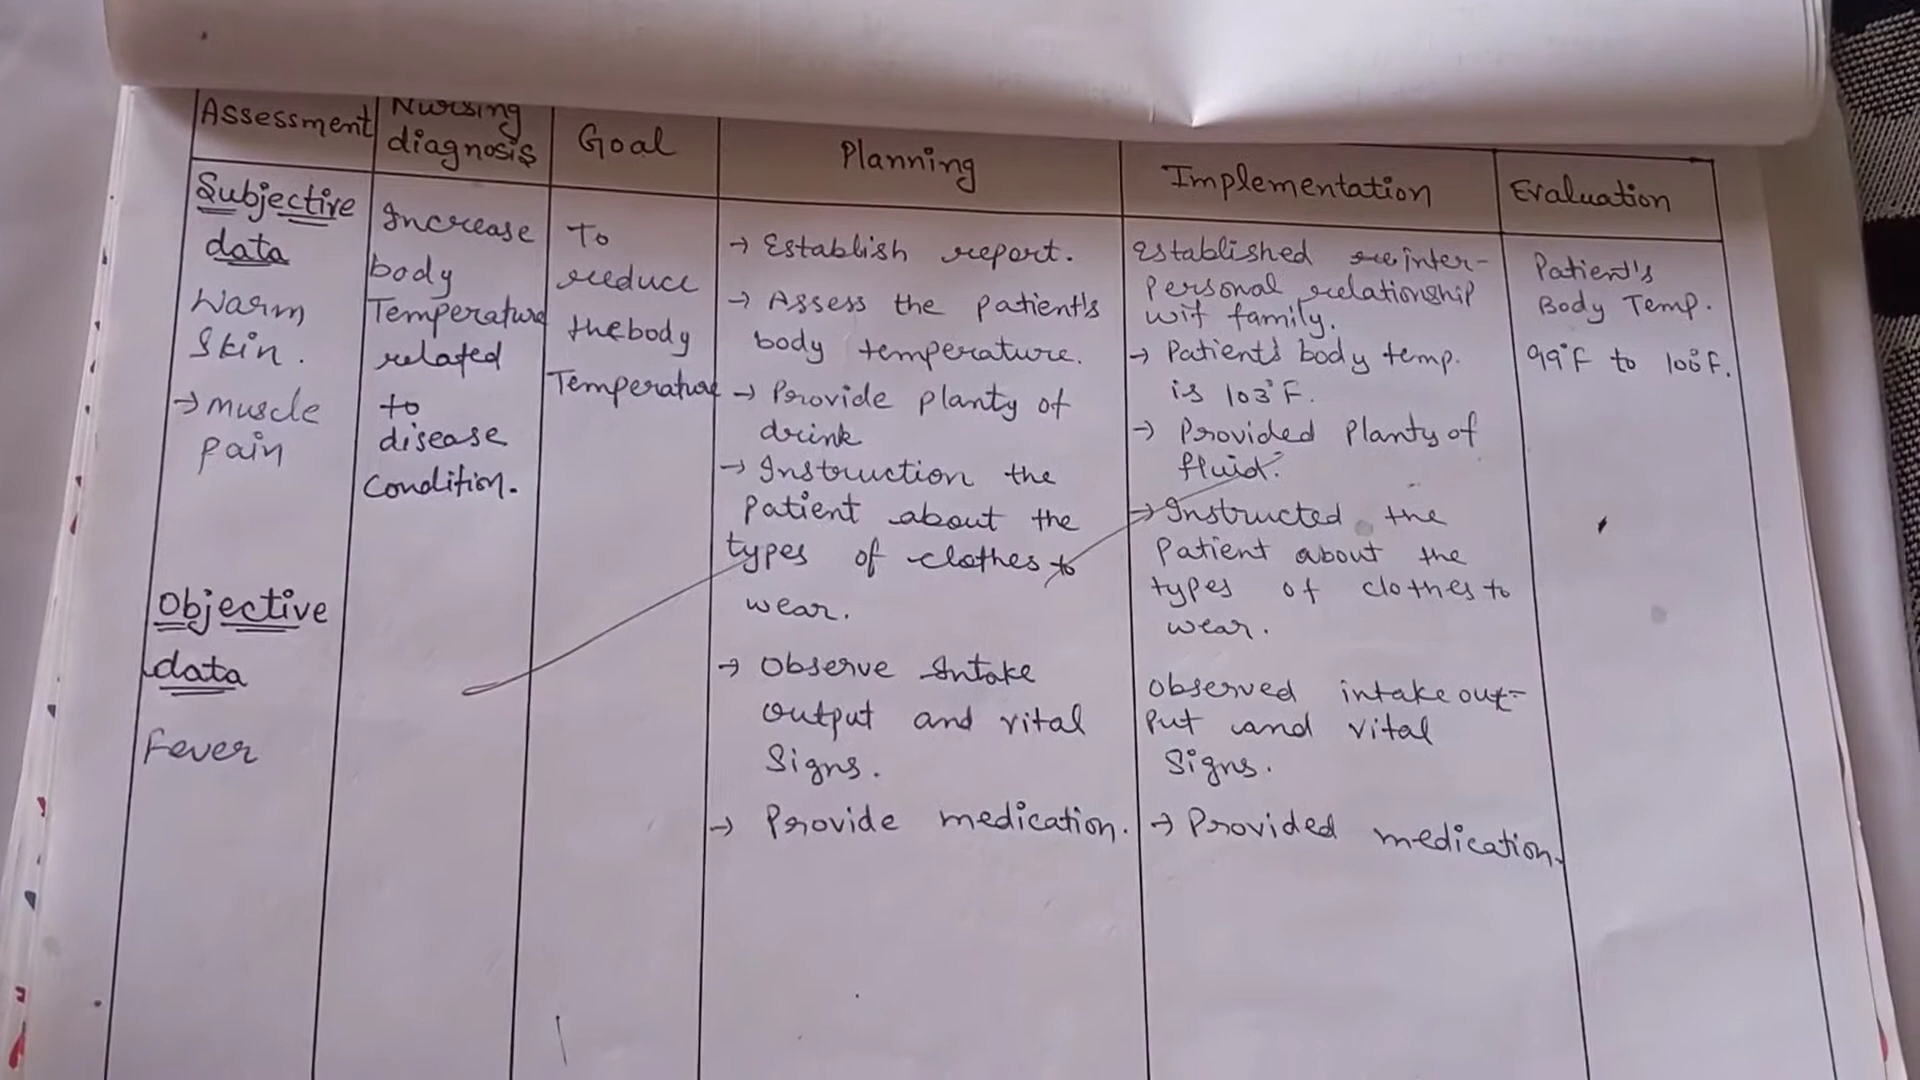 Assessment
Subjective
data
Warm
Skin.
→ muscle
pain
Objective
data
Fever
Nursing
diagnosis
Increase
body
Temperature
related
to
disease
condition.
Goal
To
reduce
the body
Temperature
Planning
→ Establish report.
→ Assess the patient's
body temperature.
→ Provide planty of
drink
→ Instruction the
patient about the
types of clothes to
wear.
→ Observe Intake
output and vital
Signs.
→ Provide medication.
Implementation
Established inter-
personal relationship
wit family.
→ Patient's body temp.
is 103°F.
→ Provided planty of
fluid.
→ Instructed the
patient about the
types of clothes to
wear.
Observed intake out-
put and vital
Signs.
→ Provided medication.
Evaluation
Patient's
Body Temp.
99°F to 100°F.